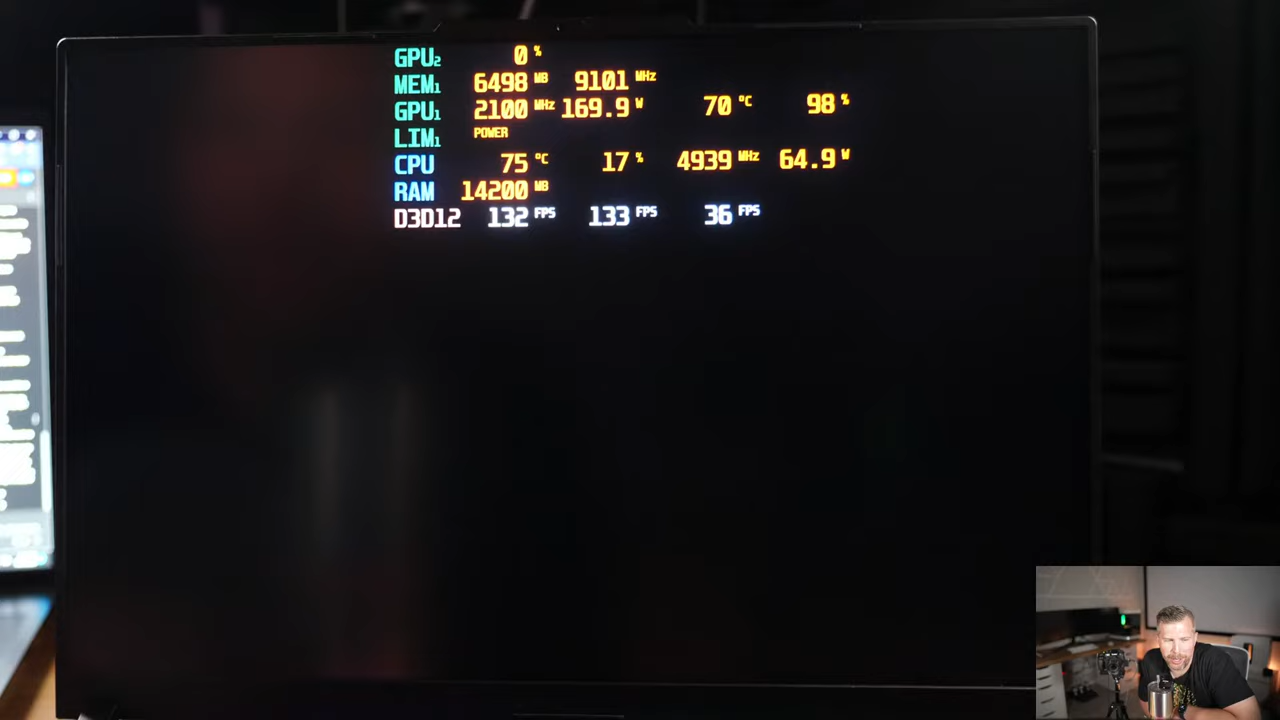 GPU2 0 %
MEM1 6498 MB 9101 MHz
GPU1 2100 MHz 169.9 W 70 °C 98 %
LIM1 POWER
CPU 75 °C 17 % 4939 MHz 64.9 W
RAM 14200 MB
D3D12 132 FPS 133 FPS 36 FPS